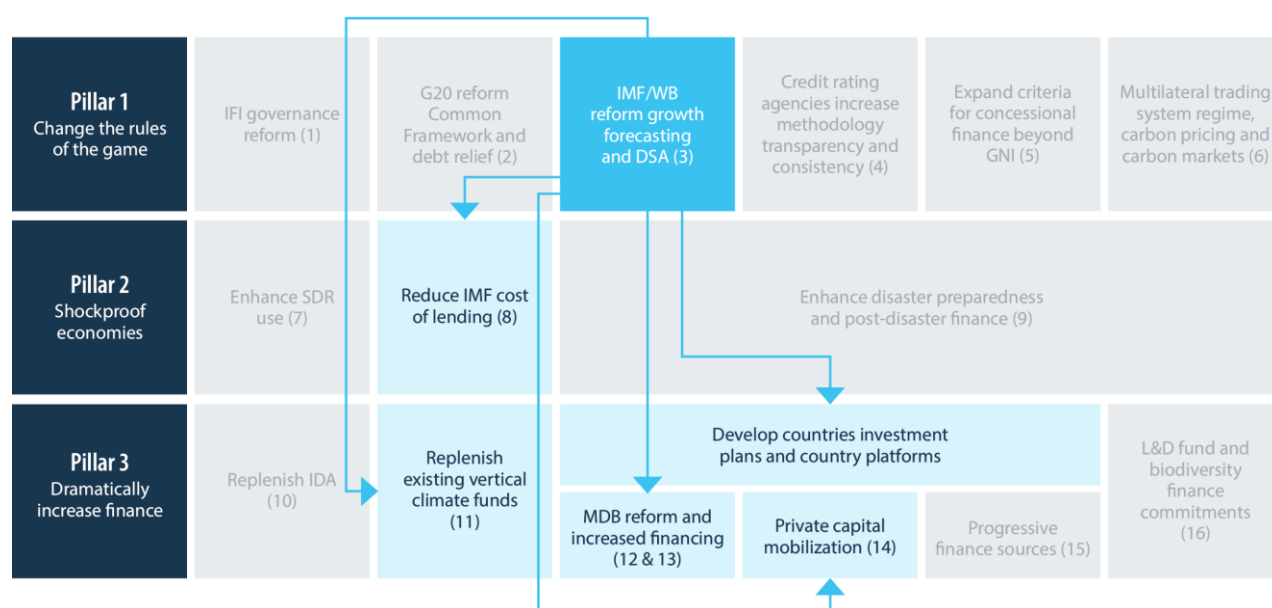 Pillar 1
Change the rules
of the game
IFI governance
reform (1)
G20 reform
Common
Framework and
debt relief (2)
IMF/WB
reform growth
forecasting
and DSA (3)
Credit rating
agencies increase
methodology
transparency and
consistency (4)
Expand criteria
for concessional
finance beyond
GNI (5)
Multilateral trading
system regime,
carbon pricing and
carbon markets (6)
Pillar 2
Shockproof
economies
Enhance SDR
use (7)
Reduce IMF cost
of lending (8)
Enhance disaster preparedness
and post-disaster finance (9)
Pillar 3
Dramatically
increase finance
Replenish IDA
(10)
Replenish
existing vertical
climate funds
(11)
Develop countries investment
plans and country platforms
MDB reform and
increased financing
(12 & 13)
Private capital
mobilization (14)
Progressive
finance sources (15)
L&D fund and
biodiversity
finance
commitments
(16)